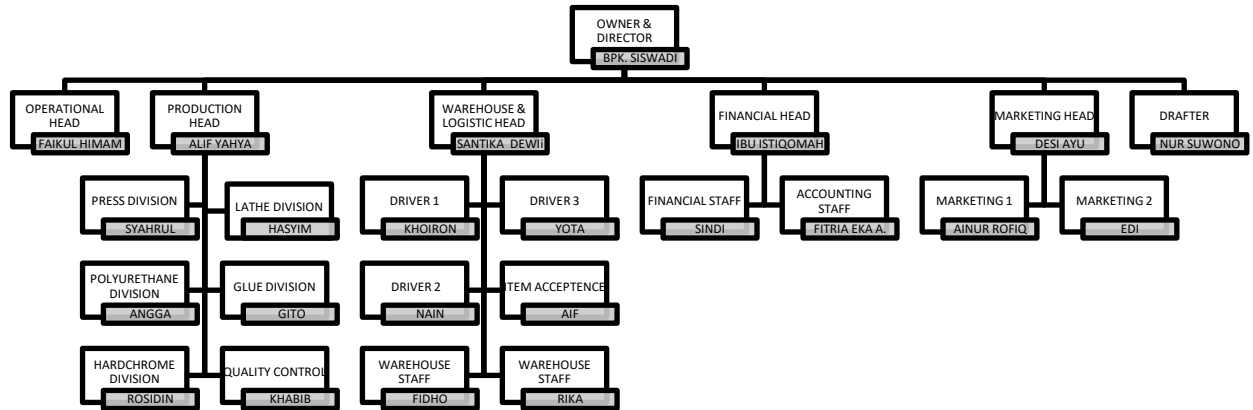 OWNER &
DIRECTOR
BPK. SISWADI
OPERATIONAL
HEAD
FAIKUL HIMAM
PRODUCTION
HEAD
ALIF YAHYA
WAREHOUSE &
LOGISTIC HEAD
SANTIKA DEWIi
FINANCIAL HEAD
IBU ISTIQOMAH
MARKETING HEAD
DESI AYU
DRAFTER
NUR SUWONO
PRESS DIVISION
SYAHRUL
LATHE DIVISION
HASYIM
DRIVER 1
KHOIRON
DRIVER 3
YOTA
FINANCIAL STAFF
SINDI
ACCOUNTING
STAFF
FITRIA EKA A.
MARKETING 1
AINUR ROFIQ
MARKETING 2
EDI
POLYURETHANE
DIVISION
ANGGA
GLUE DIVISION
GITO
DRIVER 2
NAIN
ITEM ACCEPTENCE
AIF
HARDCHROME
DIVISION
ROSIDIN
QUALITY CONTROL
KHABIB
WAREHOUSE
STAFF
FIDHO
WAREHOUSE
STAFF
RIKA